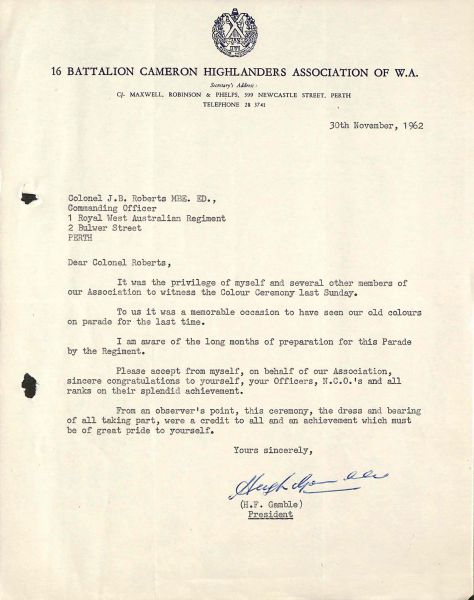 16 BATTALION CAMERON HIGHLANDERS ASSOCIATION OF W.A.
Secretary's Address:
C/- MAXWELL, ROBINSON & PHELPS, 599 NEWCASTLE STREET, PERTH
TELEPHONE 28 3741
30th November, 1962
Colonel J.B. Roberts MBE. ED.,
Commanding Officer
1 Royal West Australian Regiment
2 Bulwer Street
PERTH
Dear Colonel Roberts,
It was the privilege of myself and several other members of
our Association to witness the Colour Ceremony last Sunday.
To us it was a memorable occasion to have seen our old colours
on parade for the last time.
I am aware of the long months of preparation for this Parade
by the Regiment.
Please accept from myself, on behalf of our Association,
sincere congratulations to yourself, your Officers, N.C.O.'s and all
ranks on their splendid achievement.
From an observer's point, this ceremony, the dress and bearing
of all taking part, were a credit to all and an achievement which must
be of great pride to yourself.
Yours sincerely,
Hugh Gamble
(H.F. Gamble)
President